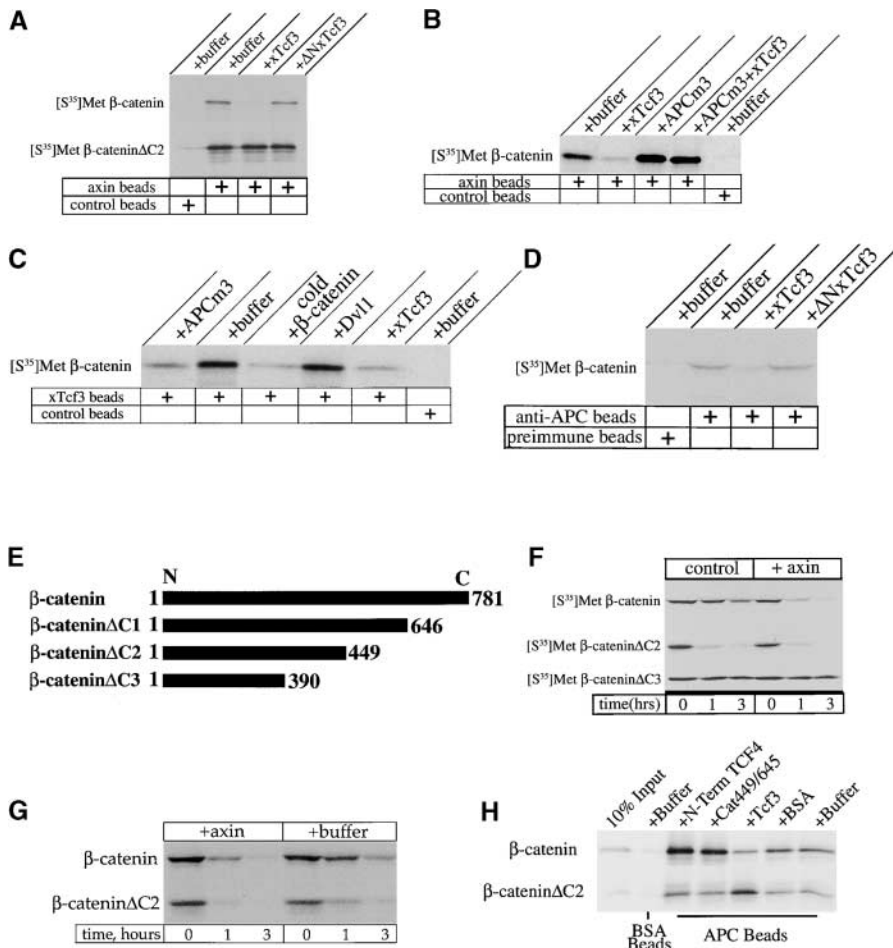 A
+buffer
+buffer
+xTcf3
+ΔNxTcf3
[S³⁵]Met β-catenin
[S³⁵]Met β-cateninΔC2
axin beads + + +
control beads +
B
+buffer
+xTcf3
+APCm3
+APCm3+xTcf3
+buffer
[S³⁵]Met β-catenin
axin beads + + + +
control beads +
C
+APCm3
+buffer
+cold β-catenin
+Dvl1
+xTcf3
+buffer
[S³⁵]Met β-catenin
xTcf3 beads + + + + +
control beads +
D
+buffer
+buffer
+xTcf3
+ΔNxTcf3
[S³⁵]Met β-catenin
anti-APC beads + + +
preimmune beads +
E
N C
β-catenin 1 781
β-cateninΔC1 1 646
β-cateninΔC2 1 449
β-cateninΔC3 1 390
F
control + axin
[S³⁵]Met β-catenin
[S³⁵]Met β-cateninΔC2
[S³⁵]Met β-cateninΔC3
time(hrs) 0 1 3 0 1 3
G
+axin +buffer
β-catenin
β-cateninΔC2
time, hours 0 1 3 0 1 3
H
10% Input
+Buffer
+N-Term TCF4
+Cat449/645
+Tcf3
+BSA
+Buffer
β-catenin
β-cateninΔC2
BSA Beads
APC Beads